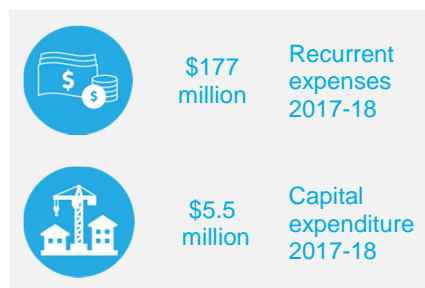 $177
million
Recurrent
expenses
2017-18
$5.5
million
Capital
expenditure
2017-18